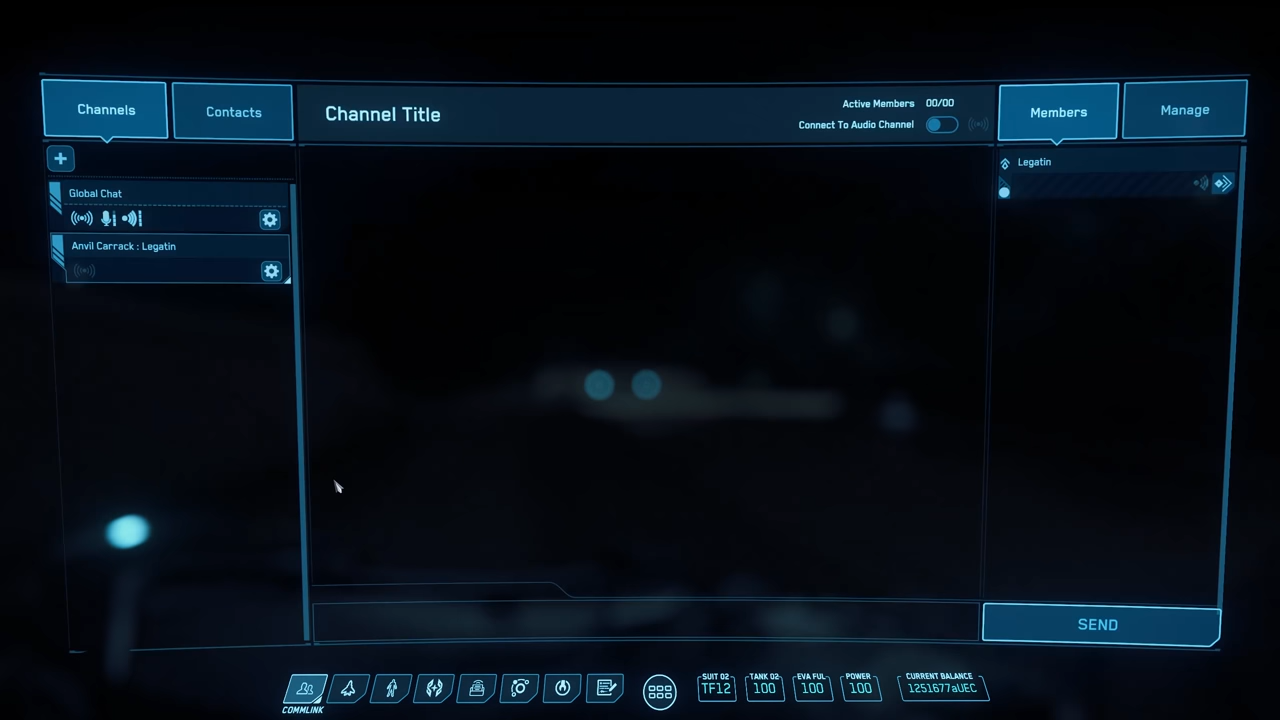 Channels
Contacts
Channel Title
Active Members 00/00
Connect To Audio Channel
Members
Manage
+
Global Chat
Anvil Carrack : Legatin
Legatin
SEND
COMMLINK
SUIT O2
TF12
TANK O2
100
EVA FUL
100
POWER
100
CURRENT BALANCE
1251677aUEC